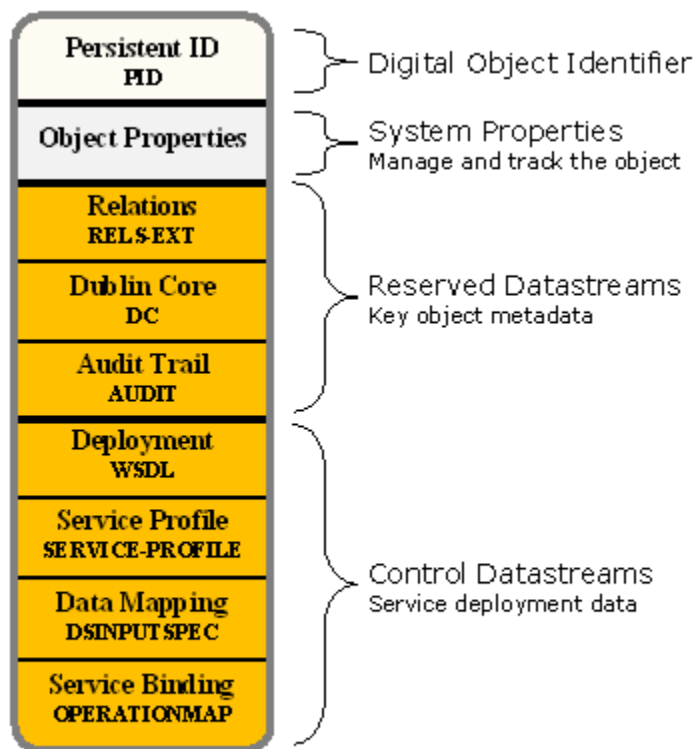 Persistent ID
PID
Digital Object Identifier
Object Properties
System Properties
Manage and track the object
Relations
RELS-EXT
Dublin Core
DC
Audit Trail
AUDIT
Reserved Datastreams
Key object metadata
Deployment
WSDL
Service Profile
SERVICE-PROFILE
Data Mapping
DSINPUTSPEC
Service Binding
OPERATIONMAP
Control Datastreams
Service deployment data